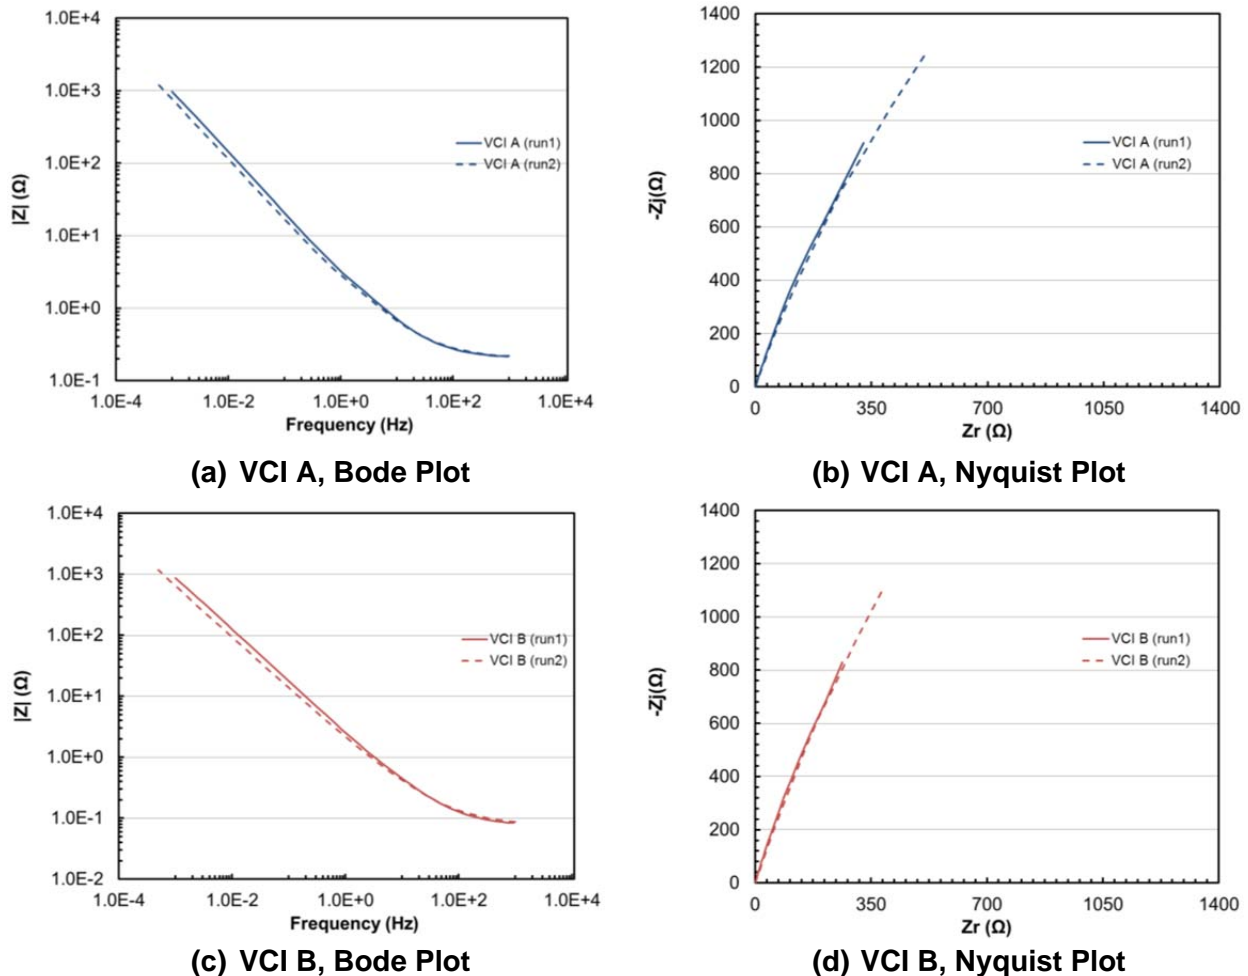 1.0E+4
1.0E+3
1.0E+2
1.0E+1
1.0E+0
1.0E-1
|Z| (Ω)
VCI A (run1)
VCI A (run2)
1.0E-4 1.0E-2 1.0E+0 1.0E+2 1.0E+4
Frequency (Hz)
(a) VCI A, Bode Plot
1400
1200
1000
800
600
400
200
0
-Zj(Ω)
VCI A (run1)
VCI A (run2)
0 350 700 1050 1400
Zr (Ω)
(b) VCI A, Nyquist Plot
1.0E+4
1.0E+3
1.0E+2
1.0E+1
1.0E+0
1.0E-1
1.0E-2
|Z| (Ω)
VCI B (run1)
VCI B (run2)
1.0E-4 1.0E-2 1.0E+0 1.0E+2 1.0E+4
Frequency (Hz)
(c) VCI B, Bode Plot
1400
1200
1000
800
600
400
200
0
-Zj(Ω)
VCI B (run1)
VCI B (run2)
0 350 700 1050 1400
Zr (Ω)
(d) VCI B, Nyquist Plot